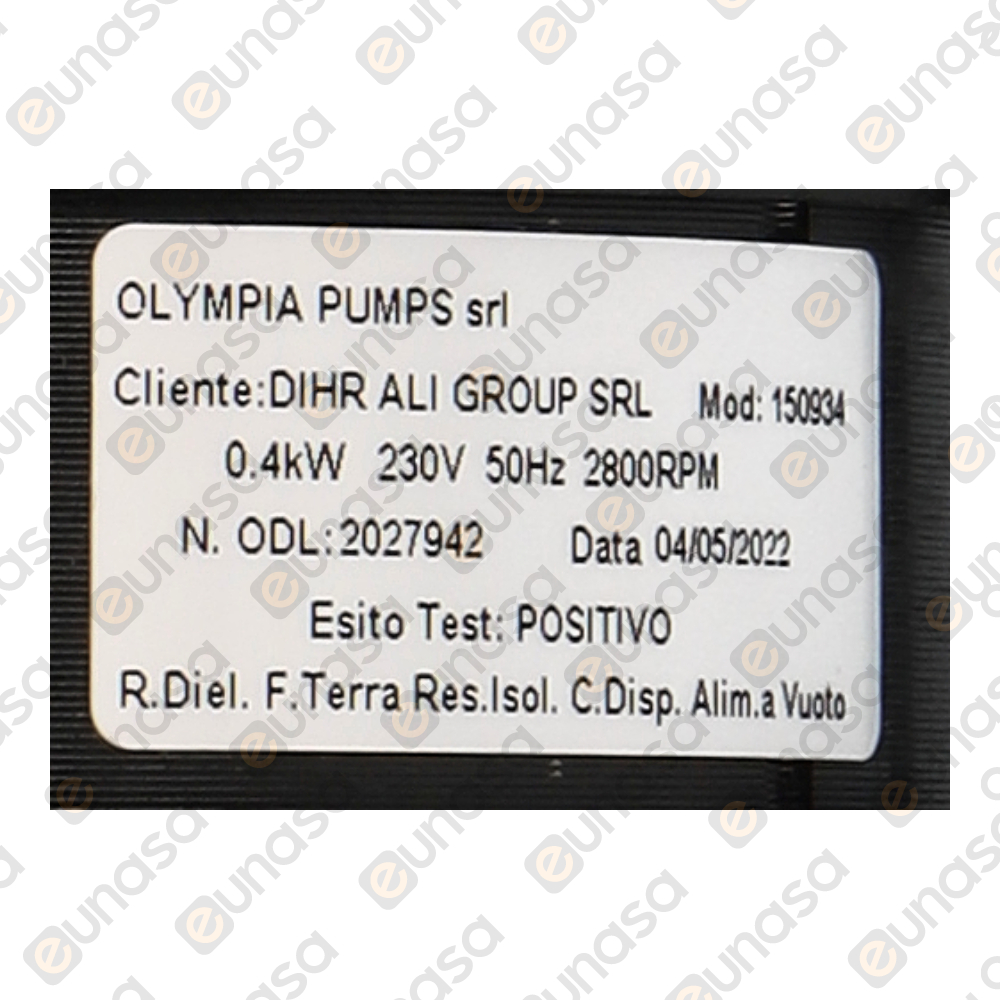 OLYMPIA PUMPS srl
Cliente:DIHR ALI GROUP SRL Mod: 150934
0.4kW 230V 50Hz 2800RPM
N. ODL:2027942 Data 04/05/2022
Esito Test: POSITIVO
R.Diel. F.Terra Res.Isol. C.Disp. Alim.a Vuoto
eunasa